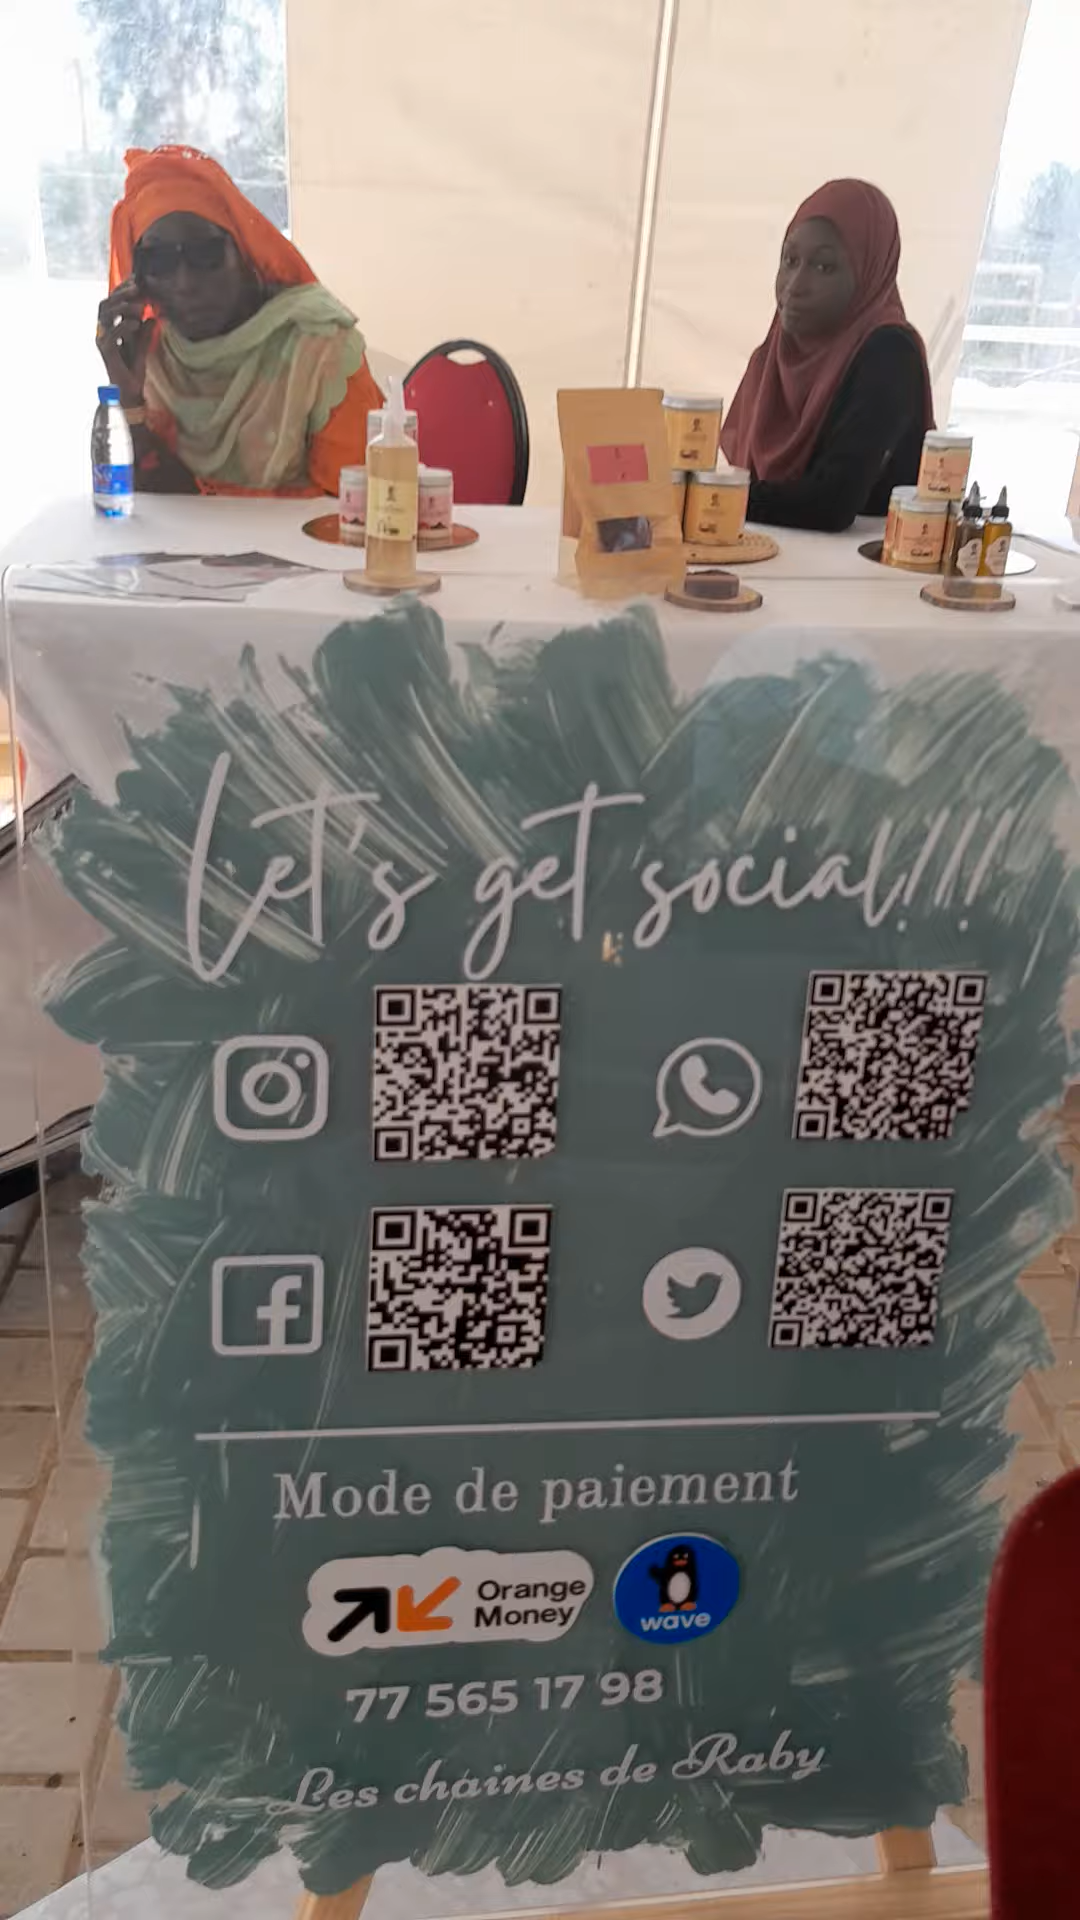 Let's get social!!!
Mode de paiement
Orange
Money
wave
77 565 17 98
Les chaines de Raby